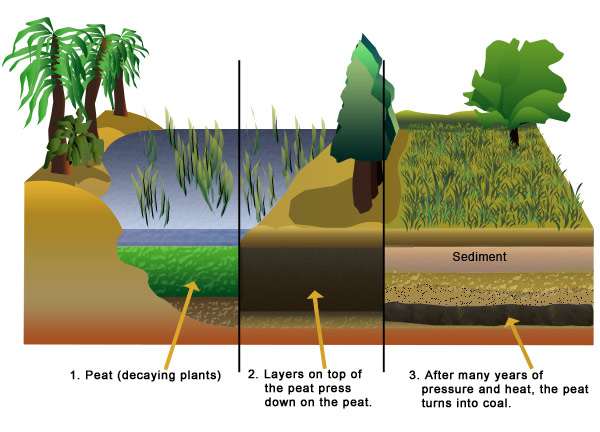 Sediment
1. Peat (decaying plants)
2. Layers on top of
the peat press
down on the peat.
3. After many years of
pressure and heat, the peat
turns into coal.